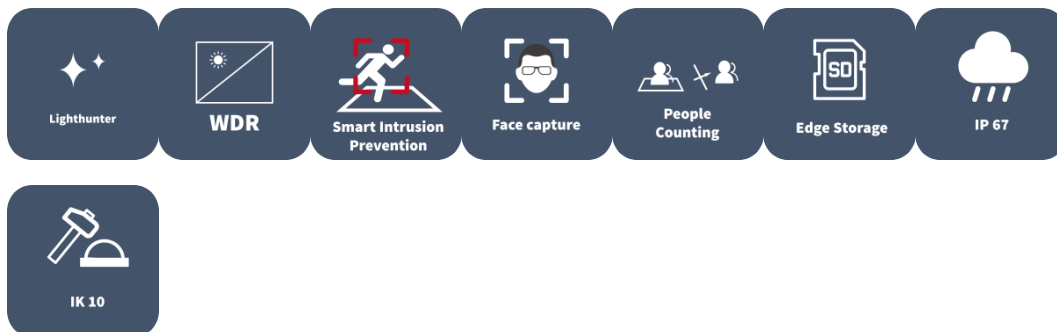 Lighthunter
WDR
Smart Intrusion
Prevention
Face capture
People
Counting
SD
Edge Storage
IP 67
IK 10